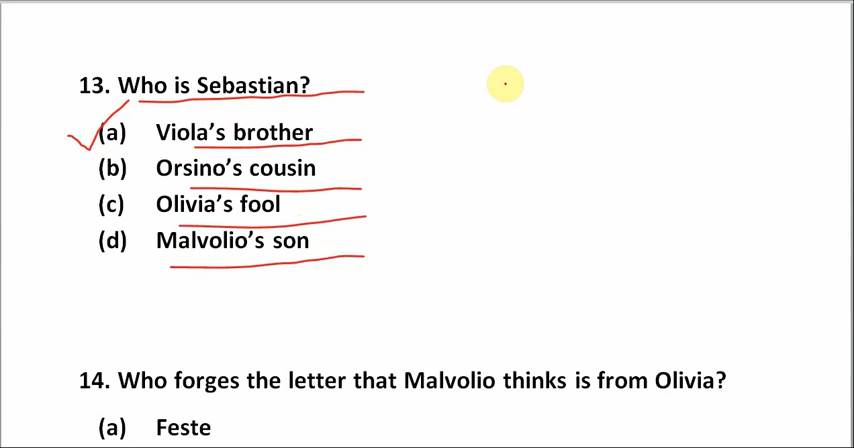 13. Who is Sebastian?
(a) Viola’s brother
(b) Orsino’s cousin
(c) Olivia’s fool
(d) Malvolio’s son
14. Who forges the letter that Malvolio thinks is from Olivia?
(a) Feste